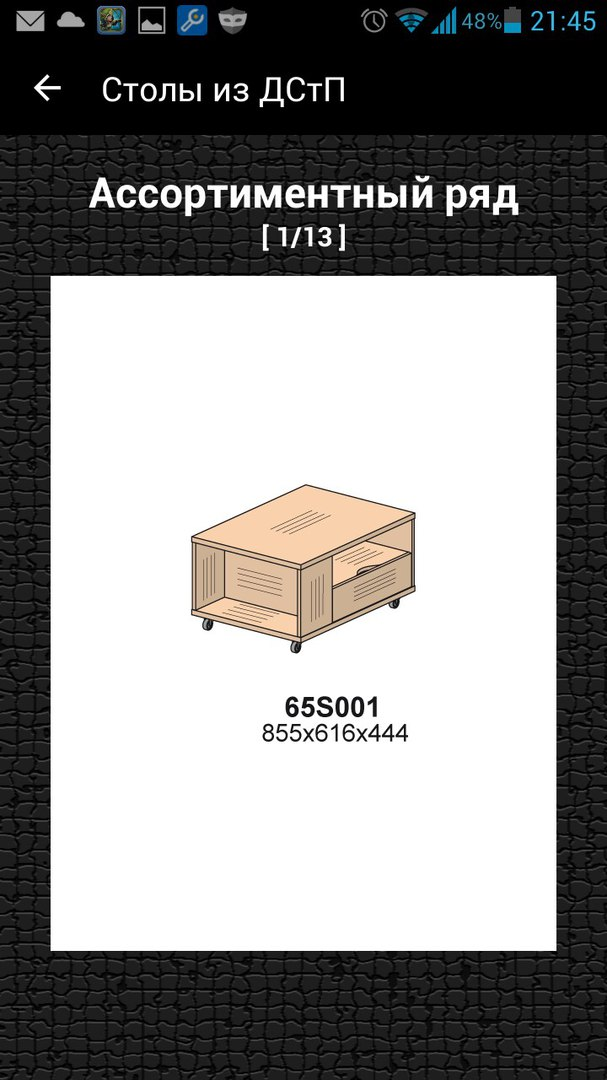 48% 21:45
Столы из ДСтП
Ассортиментный ряд
[ 1/13 ]
65S001
855x616x444